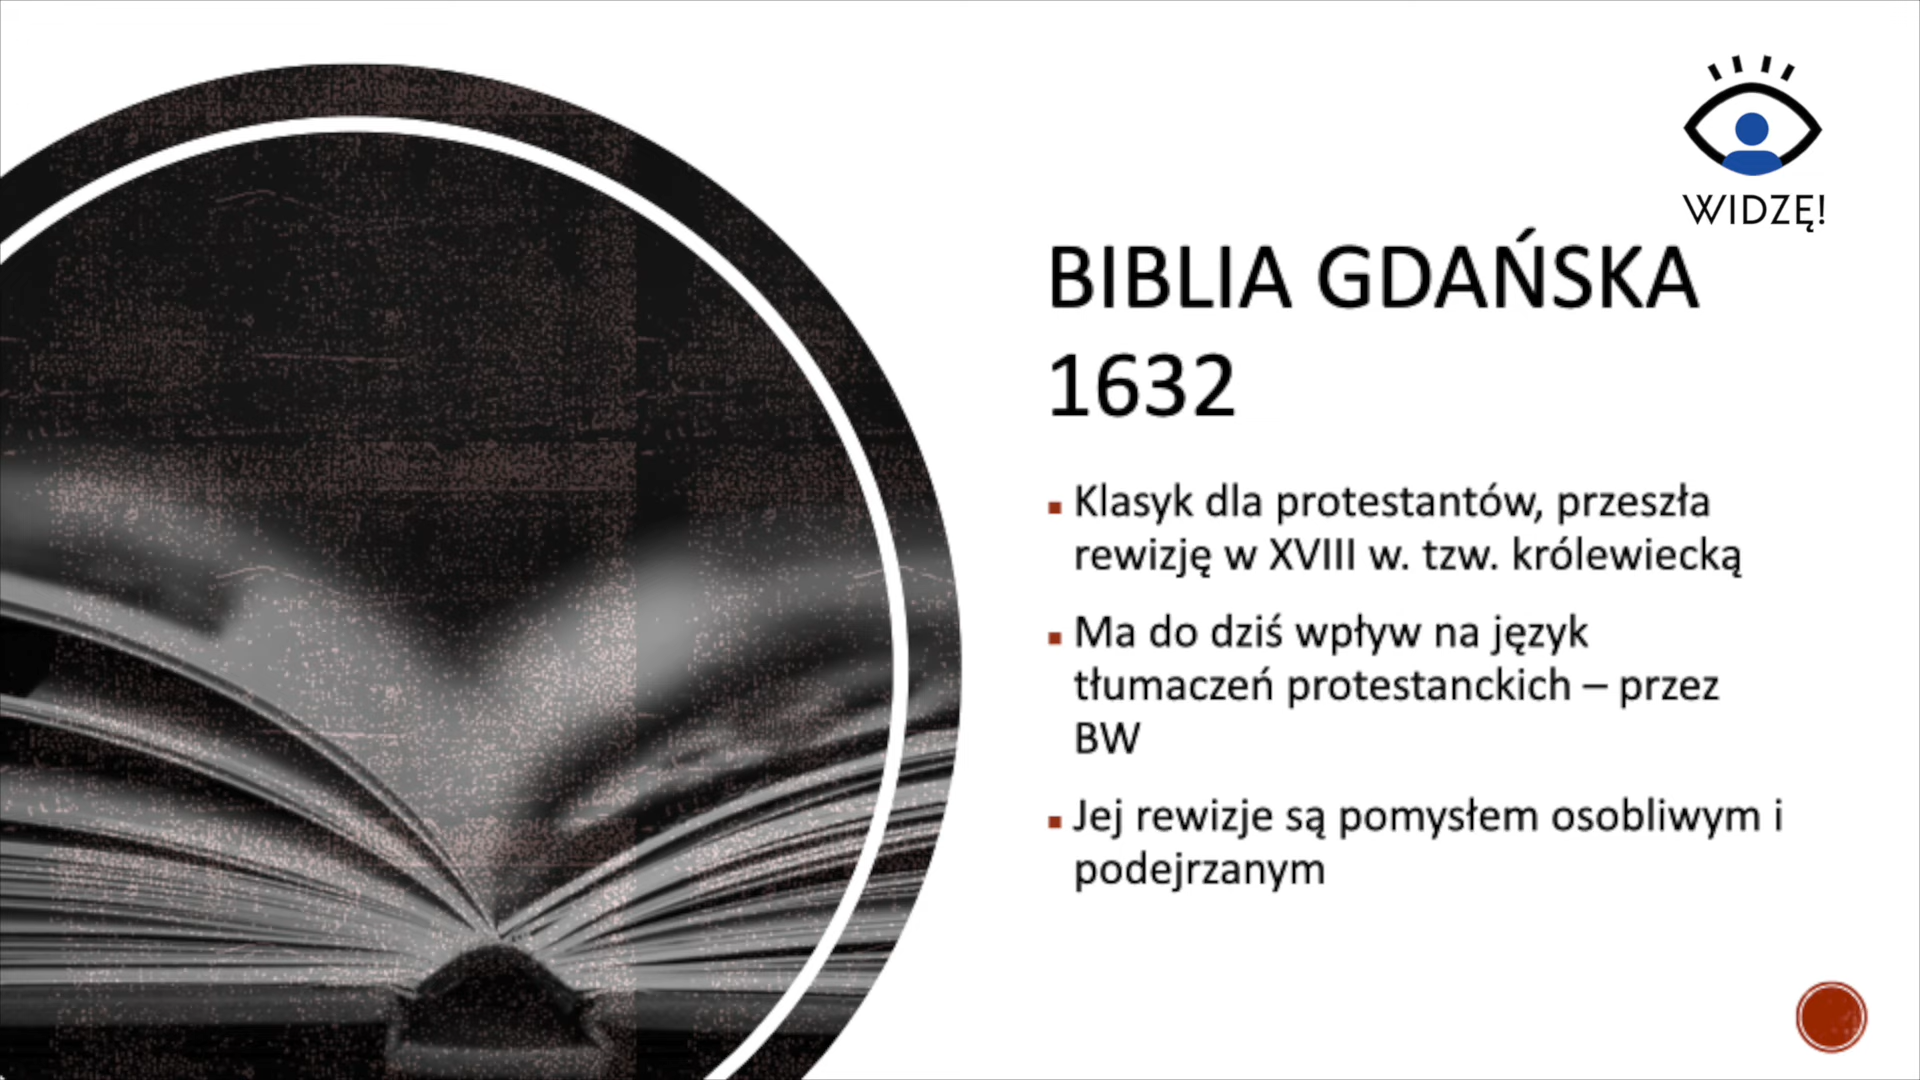 WIDZĘ!
BIBLIA GDAŃSKA
1632
Klasyk dla protestantów, przeszła
rewizję w XVIII w. tzw. królewiecką
Ma do dziś wpływ na język
tłumaczeń protestanckich – przez
BW
Jej rewizje są pomysłem osobliwym i
podejrzanym